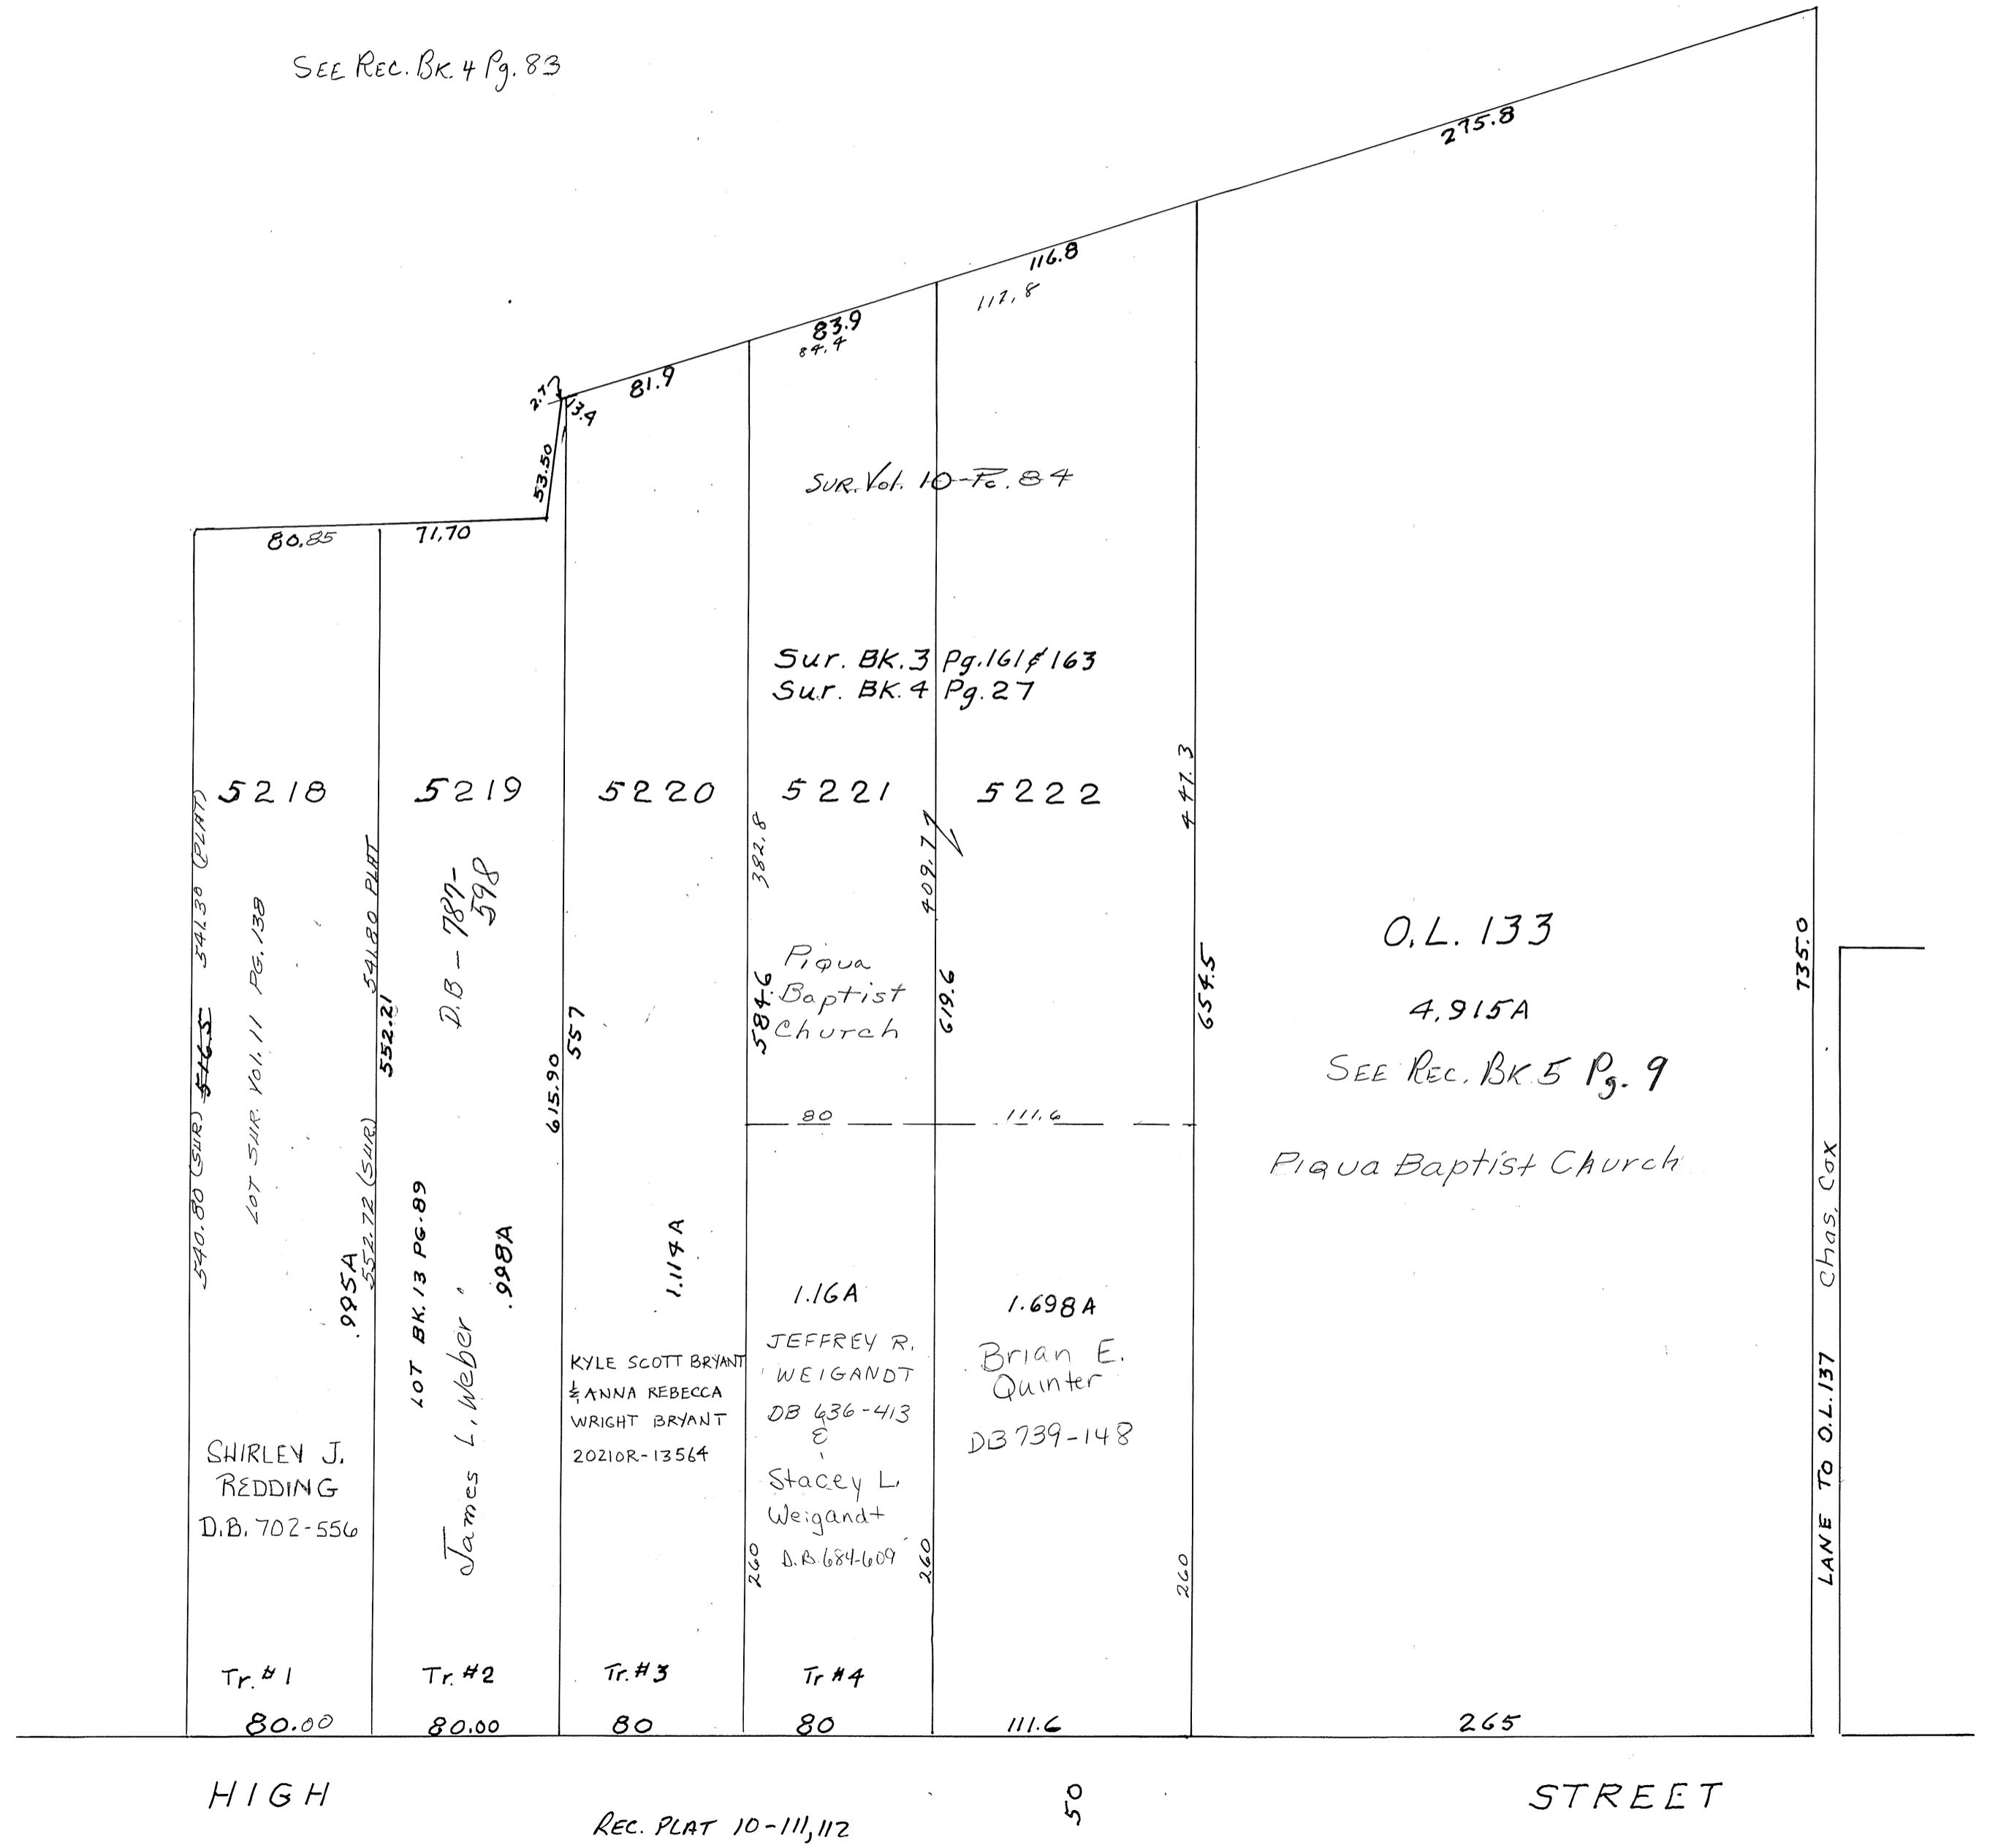 SEE REC. BK. 4 Pg. 83
275.8
116.8
112.8
83.9
84.4
81.9
2.7
13.4
53.50
80.85
71.70
SUR. Vol. 10-PG. 84
Sur. BK. 3 Pg. 161 & 163
Sur. BK. 4 Pg. 27
5218
5219
5220
5221
5222
541.30 (PLAT)
516.5
540.80 (SUR)
LOT SUR. VOL. 11 PG. 138
541.80 PLAT
552.21
552.72 (SUR)
.995A
D.B - 787-
598
LOT BK. 13 PG. 89
James L. Weber
.998A
615.90
557
1.114A
382.8
584.6
409.7
619.6
447.3
654.5
735.0
Piqua
Baptist
Church
80
111.6
O.L. 133
4.915A
SEE REC. BK 5 Pg. 9
PIQUA Baptist Church
1.16A
JEFFREY R.
WEIGANDT
DB 636-413
&
Stacey L.
Weigandt
D.B. 684-609
1.698A
Brian E.
Quinter
DB 739-148
KYLE SCOTT BRYANT
& ANNA REBECCA
WRIGHT BRYANT
2021OR-13564
SHIRLEY J.
REDDING
D.B. 702-556
260
260
260
LANE TO O.L. 137 Chas. Cox
Tr. #1
Tr. #2
Tr. #3
Tr #4
80.00
80.00
80
80
111.6
265
HIGH
50
STREET
REC. PLAT 10-111,112